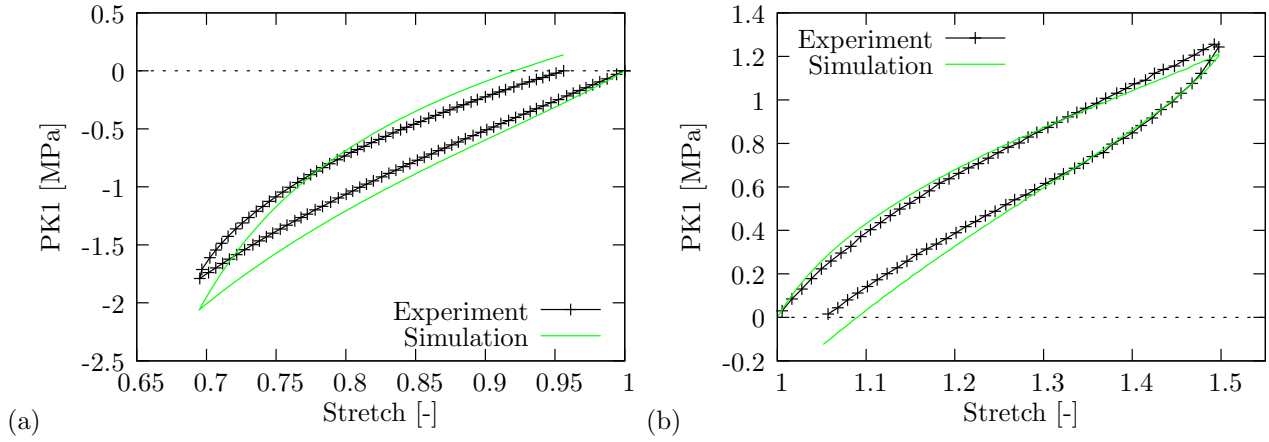 0.5
0
-0.5
-1
-1.5
-2
-2.5
0.65 0.7 0.75 0.8 0.85 0.9 0.95 1
PK1 [MPa]
Stretch [-]
Experiment
Simulation
(a)
1.4
1.2
1
0.8
0.6
0.4
0.2
0
-0.2
1 1.1 1.2 1.3 1.4 1.5
PK1 [MPa]
Stretch [-]
Experiment
Simulation
(b)